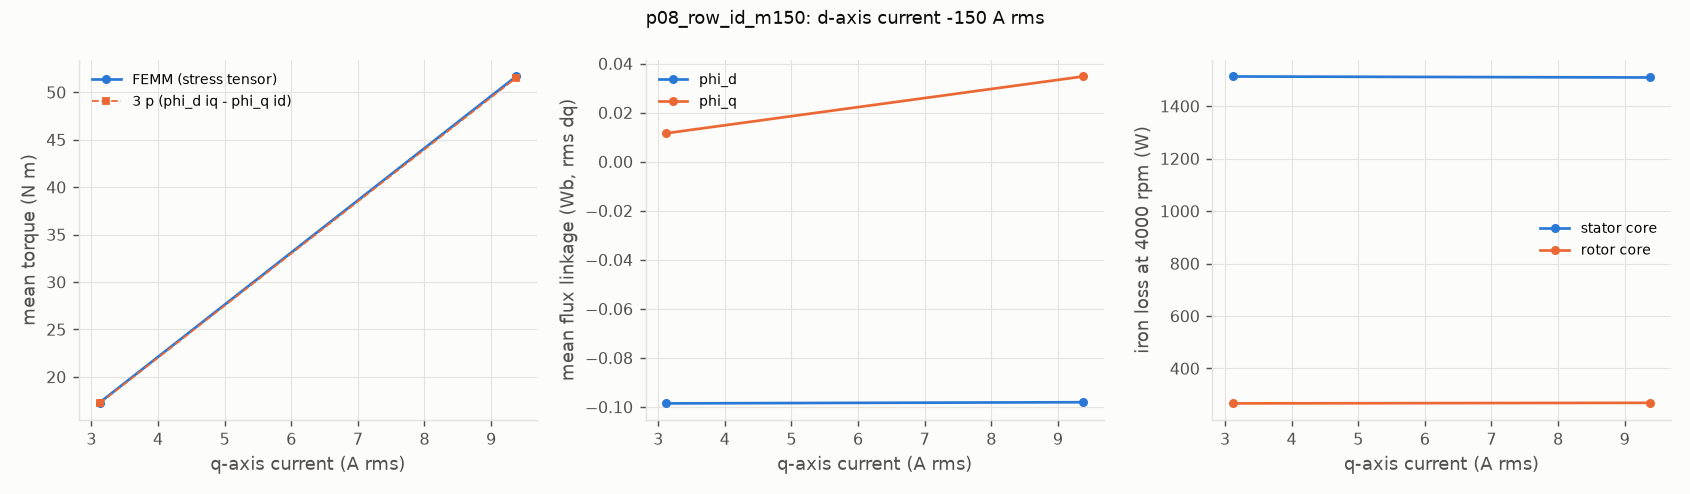 p08_row_id_m150: d-axis current -150 A rms
FEMM (stress tensor)
3 p (phi_d iq - phi_q id)
mean torque (N m)
50
45
40
35
30
25
20
3 4 5 6 7 8 9
q-axis current (A rms)
phi_d
phi_q
mean flux linkage (Wb, rms dq)
0.04
0.02
0.00
−0.02
−0.04
−0.06
−0.08
−0.10
3 4 5 6 7 8 9
q-axis current (A rms)
stator core
rotor core
iron loss at 4000 rpm (W)
1400
1200
1000
800
600
400
3 4 5 6 7 8 9
q-axis current (A rms)